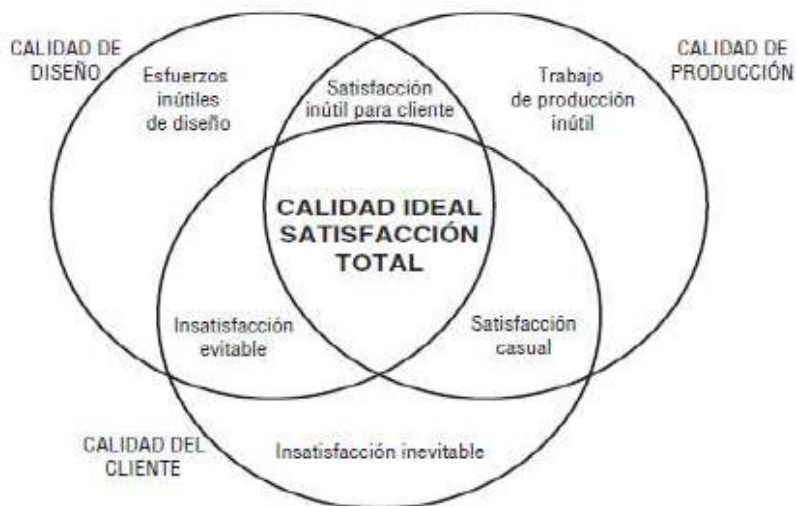 CALIDAD DE
DISEÑO
Esfuerzos
inútiles
de diseño
Satisfacción
inútil para cliente
Trabajo
de producción
inútil
CALIDAD DE
PRODUCCIÓN
CALIDAD IDEAL
SATISFACCIÓN
TOTAL
Insatisfacción
evitable
Satisfacción
casual
CALIDAD DEL
CLIENTE
Insatisfacción inevitable